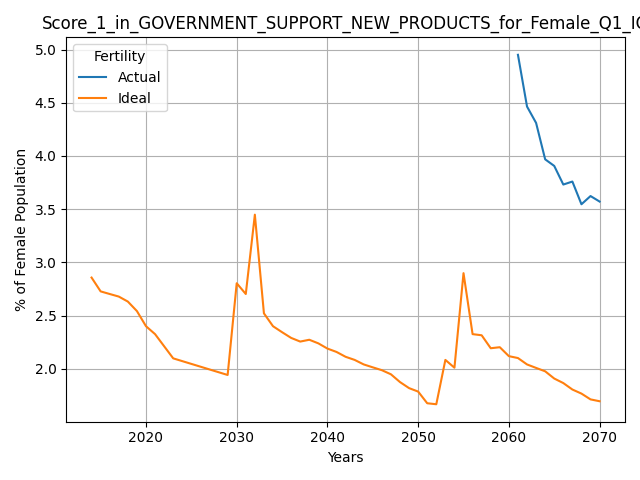 Score_1_in_GOVERNMENT_SUPPORT_NEW_PRODUCTS_for_Female_Q1_IC
Fertility
Actual
Ideal
5.0
4.5
4.0
3.5
3.0
2.5
2.0
% of Female Population
2020 2030 2040 2050 2060 2070
Years